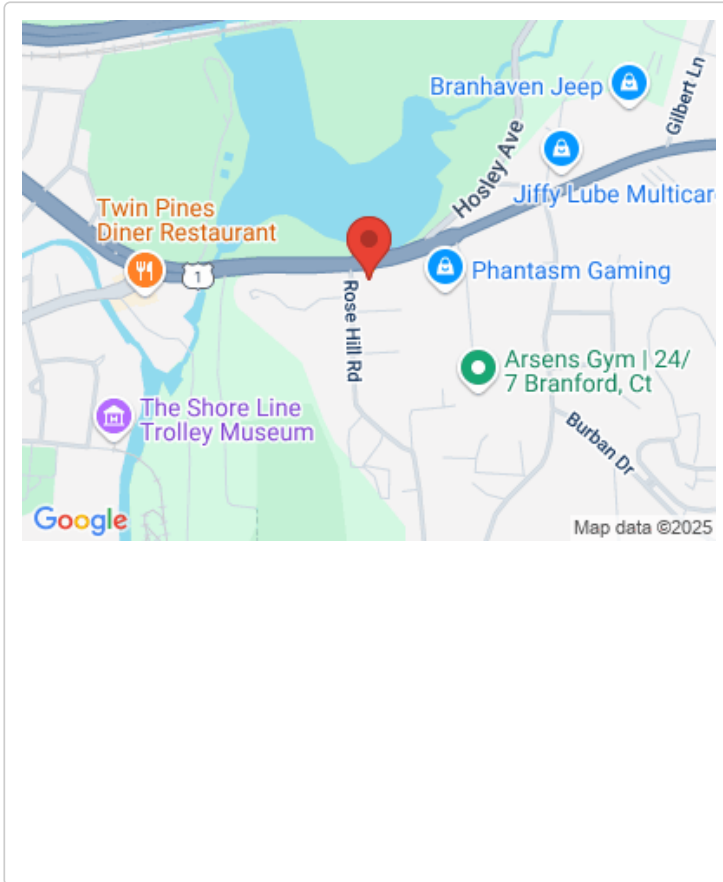 Branhaven Jeep
Gilbert Ln
Hosley Ave
Jiffy Lube Multicar
Twin Pines
Diner Restaurant
1
Phantasm Gaming
Rose Hill Rd
Arsens Gym | 24/
7 Branford, Ct
The Shore Line
Trolley Museum
Burban Dr
Google
Map data ©2025